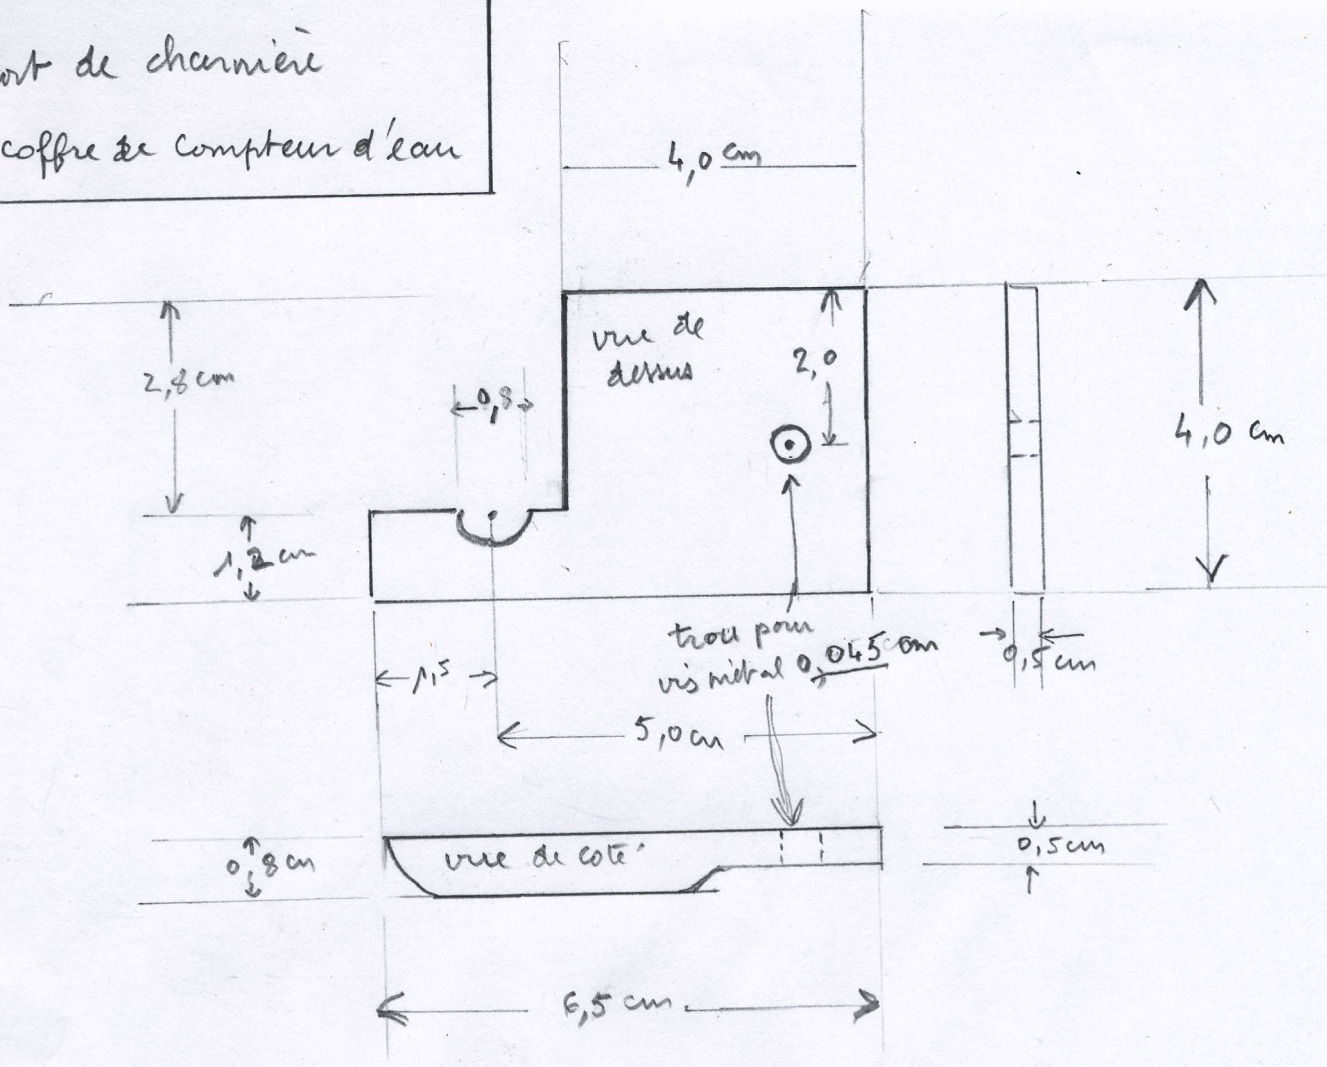 ort de charnière
coffre de compteur d'eau
4,0 cm
vue de
dessus
2,0
2,8 cm
0,8
4,0 cm
1,2 cm
trou pour
vis métal 0,045 cm
0,5 cm
1,5
5,0 cm
vue de coté
0,8 cm
0,5 cm
6,5 cm